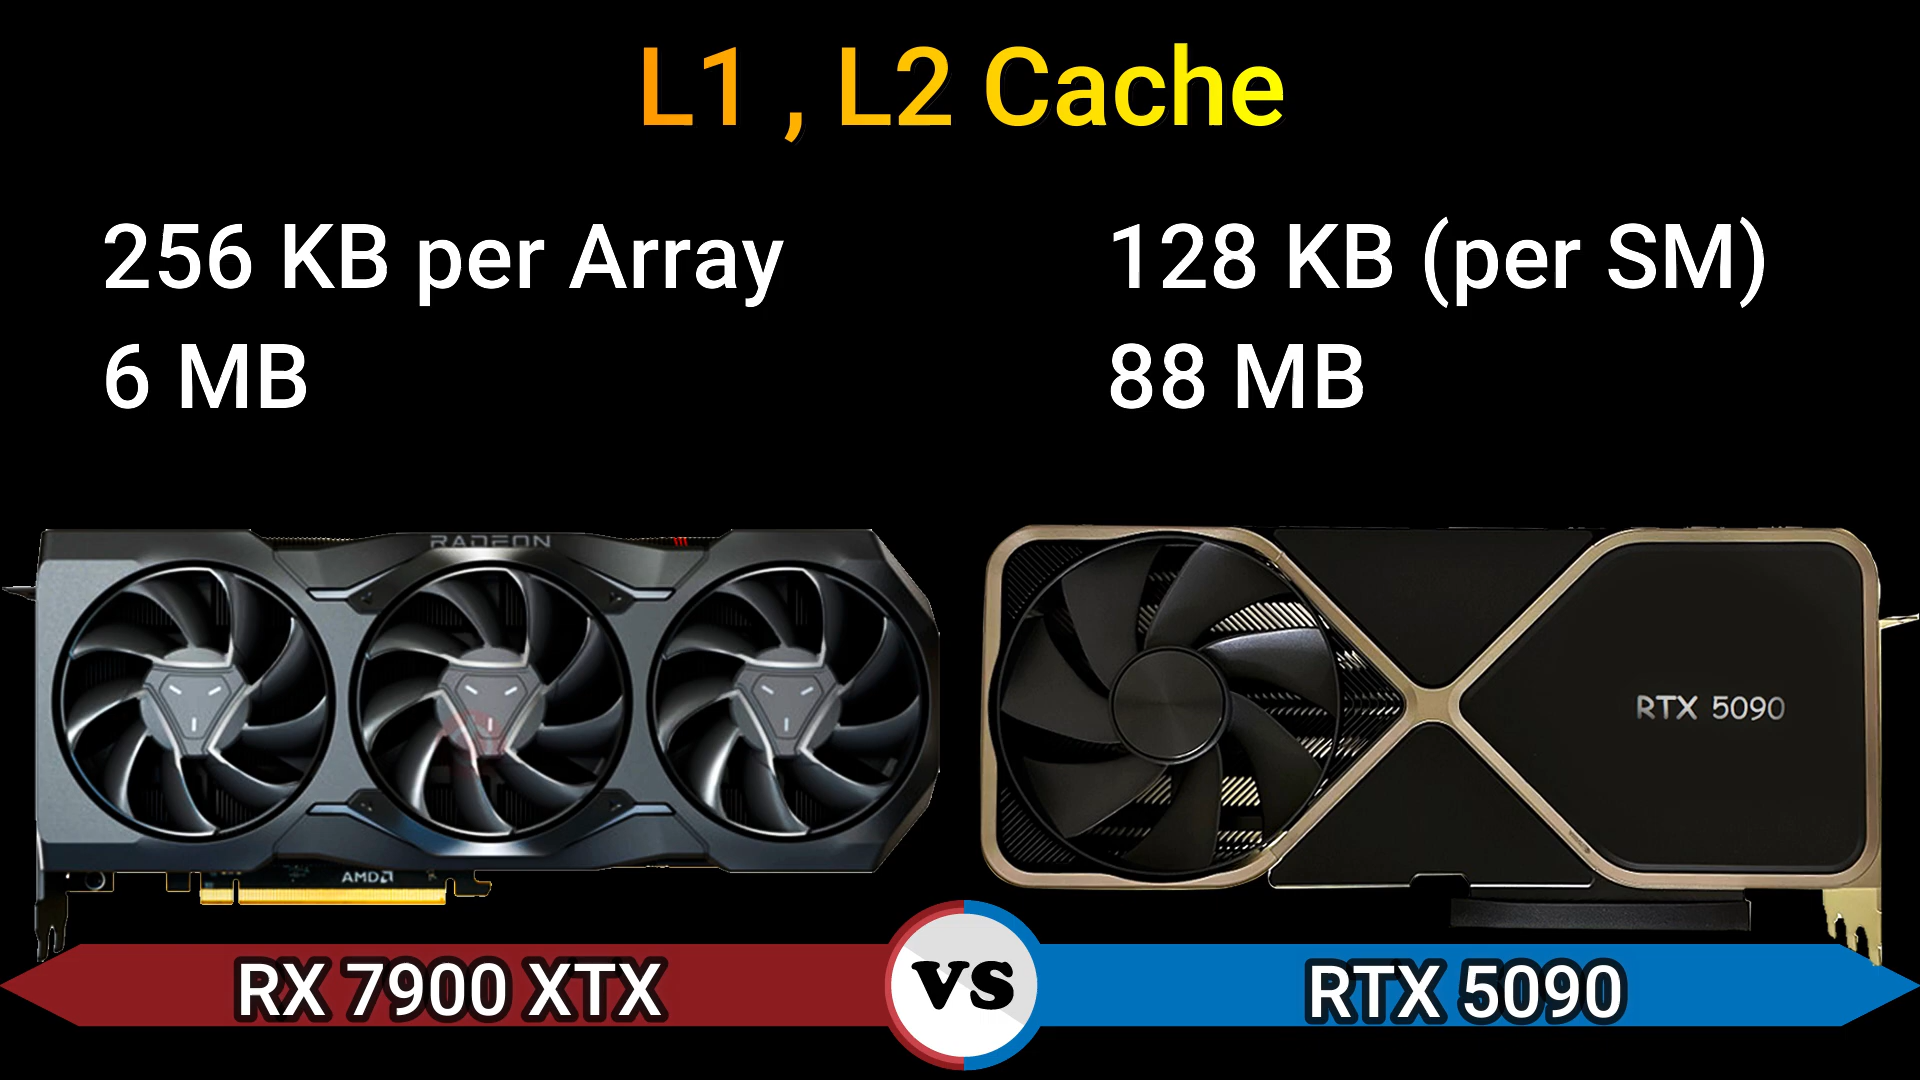 L1 , L2 Cache
256 KB per Array
128 KB (per SM)
6 MB
88 MB
RADEON
RTX 5090
AMD
RX 7900 XTX
VS
RTX 5090